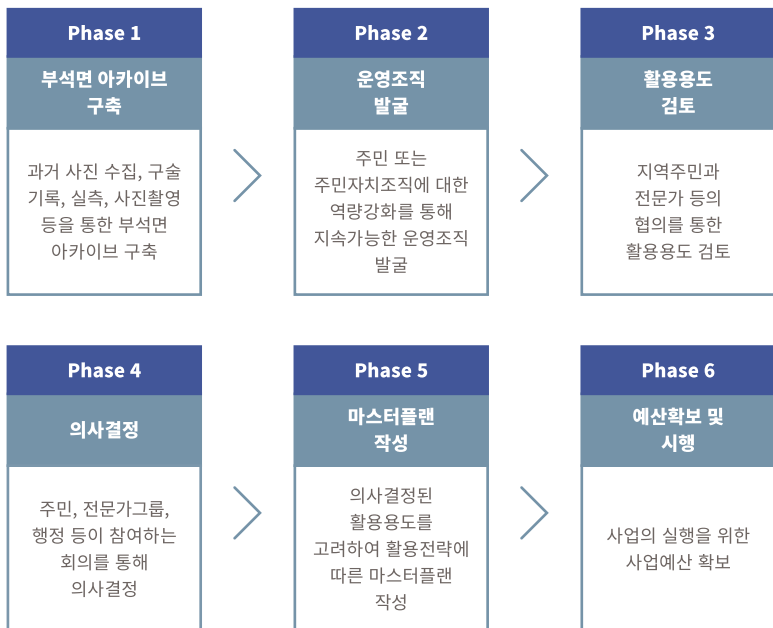 Phase 1
부석면 아카이브
구축
과거 사진 수집, 구술
기록, 실측, 사진촬영
등을 통한 부석면
아카이브 구축
Phase 2
운영조직
발굴
주민 또는
주민자치조직에 대한
역량강화를 통해
지속가능한 운영조직
발굴
Phase 3
활용용도
검토
지역주민과
전문가 등의
협의를 통한
활용용도 검토
Phase 4
의사결정
주민, 전문가그룹,
행정 등이 참여하는
회의를 통해
의사결정
Phase 5
마스터플랜
작성
의사결정된
활용용도를
고려하여 활용전략에
따른 마스터플랜
작성
Phase 6
예산확보 및
시행
사업의 실행을 위한
사업예산 확보